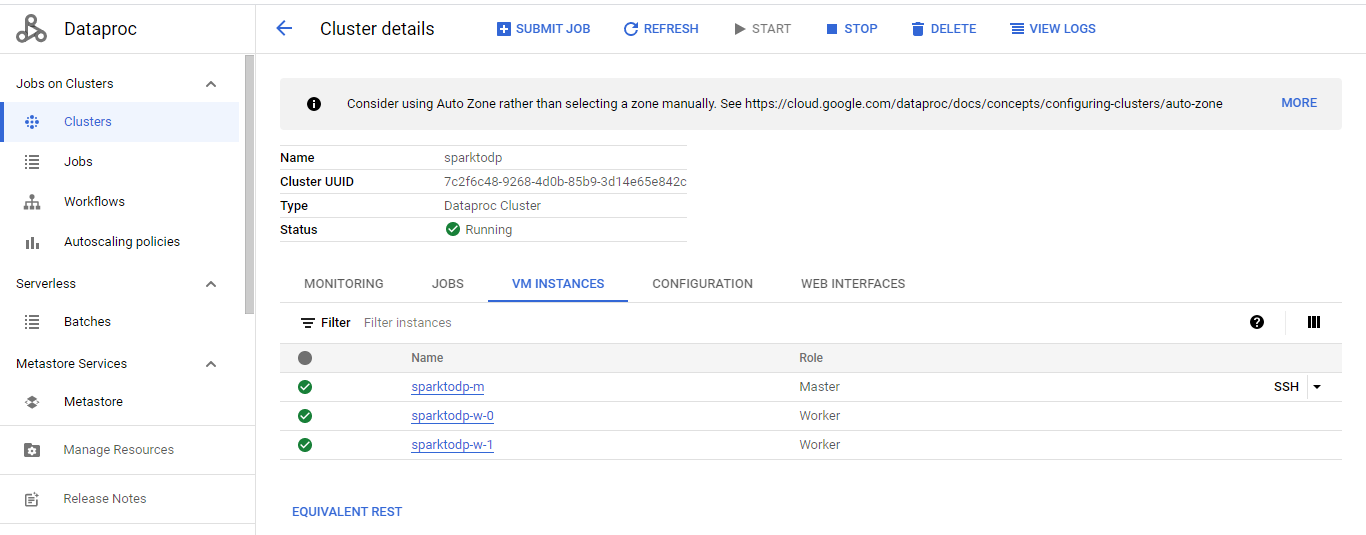 Dataproc
Cluster details
SUBMIT JOB
REFRESH
START
STOP
DELETE
VIEW LOGS
Jobs on Clusters
Clusters
Jobs
Workflows
Autoscaling policies
Serverless
Batches
Metastore Services
Metastore
Manage Resources
Release Notes
Consider using Auto Zone rather than selecting a zone manually. See https://cloud.google.com/dataproc/docs/concepts/configuring-clusters/auto-zone MORE
Name sparktodp
Cluster UUID 7c2f6c48-9268-4d0b-85b9-3d14e65e842c
Type Dataproc Cluster
Status Running
MONITORING JOBS VM INSTANCES CONFIGURATION WEB INTERFACES
Filter Filter instances
Name Role
sparktodp-m Master SSH
sparktodp-w-0 Worker
sparktodp-w-1 Worker
EQUIVALENT REST